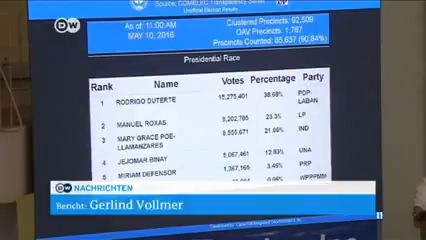 Source: COMELEC Transparency Server
Unofficial Election Results
DW
As of: 11:00 AM
MAY 10, 2016
Clustered Precincts: 92,509
OAV Precincts: 1,767
Precincts Counted: 85,637 (90.84%)
Presidential Race
Rank Name Votes Percentage Party
1 RODRIGO DUTERTE 15,275,401 38.68% PDP-LABAN
2 MANUEL ROXAS 9,202,785 23.3% LP
3 MARY GRACE POE-LLAMANZARES 8,655,671 IND
4 JEJOMAR BINAY 5,067,461 12.83% UNA
5 MIRIAM DEFENSOR 1,367,165 3.46% PRP
DW NACHRICHTEN
Bericht: Gerlind Vollmer